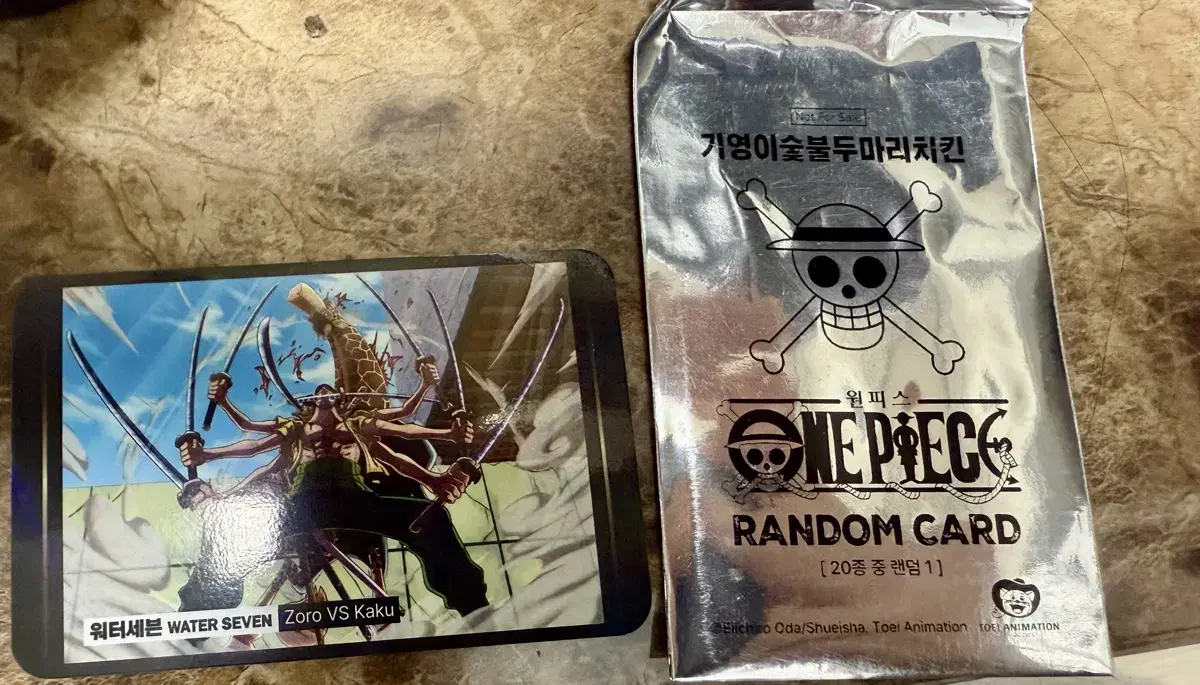 워터세븐 WATER SEVEN Zoro VS Kaku
Not For Sale
기영이숯불두마리치킨
원피스
ONE PIECE
RANDOM CARD
[ 20종 중 랜덤 1 ]
©Eiichiro Oda/Shueisha, Toei Animation
TOEI ANIMATION